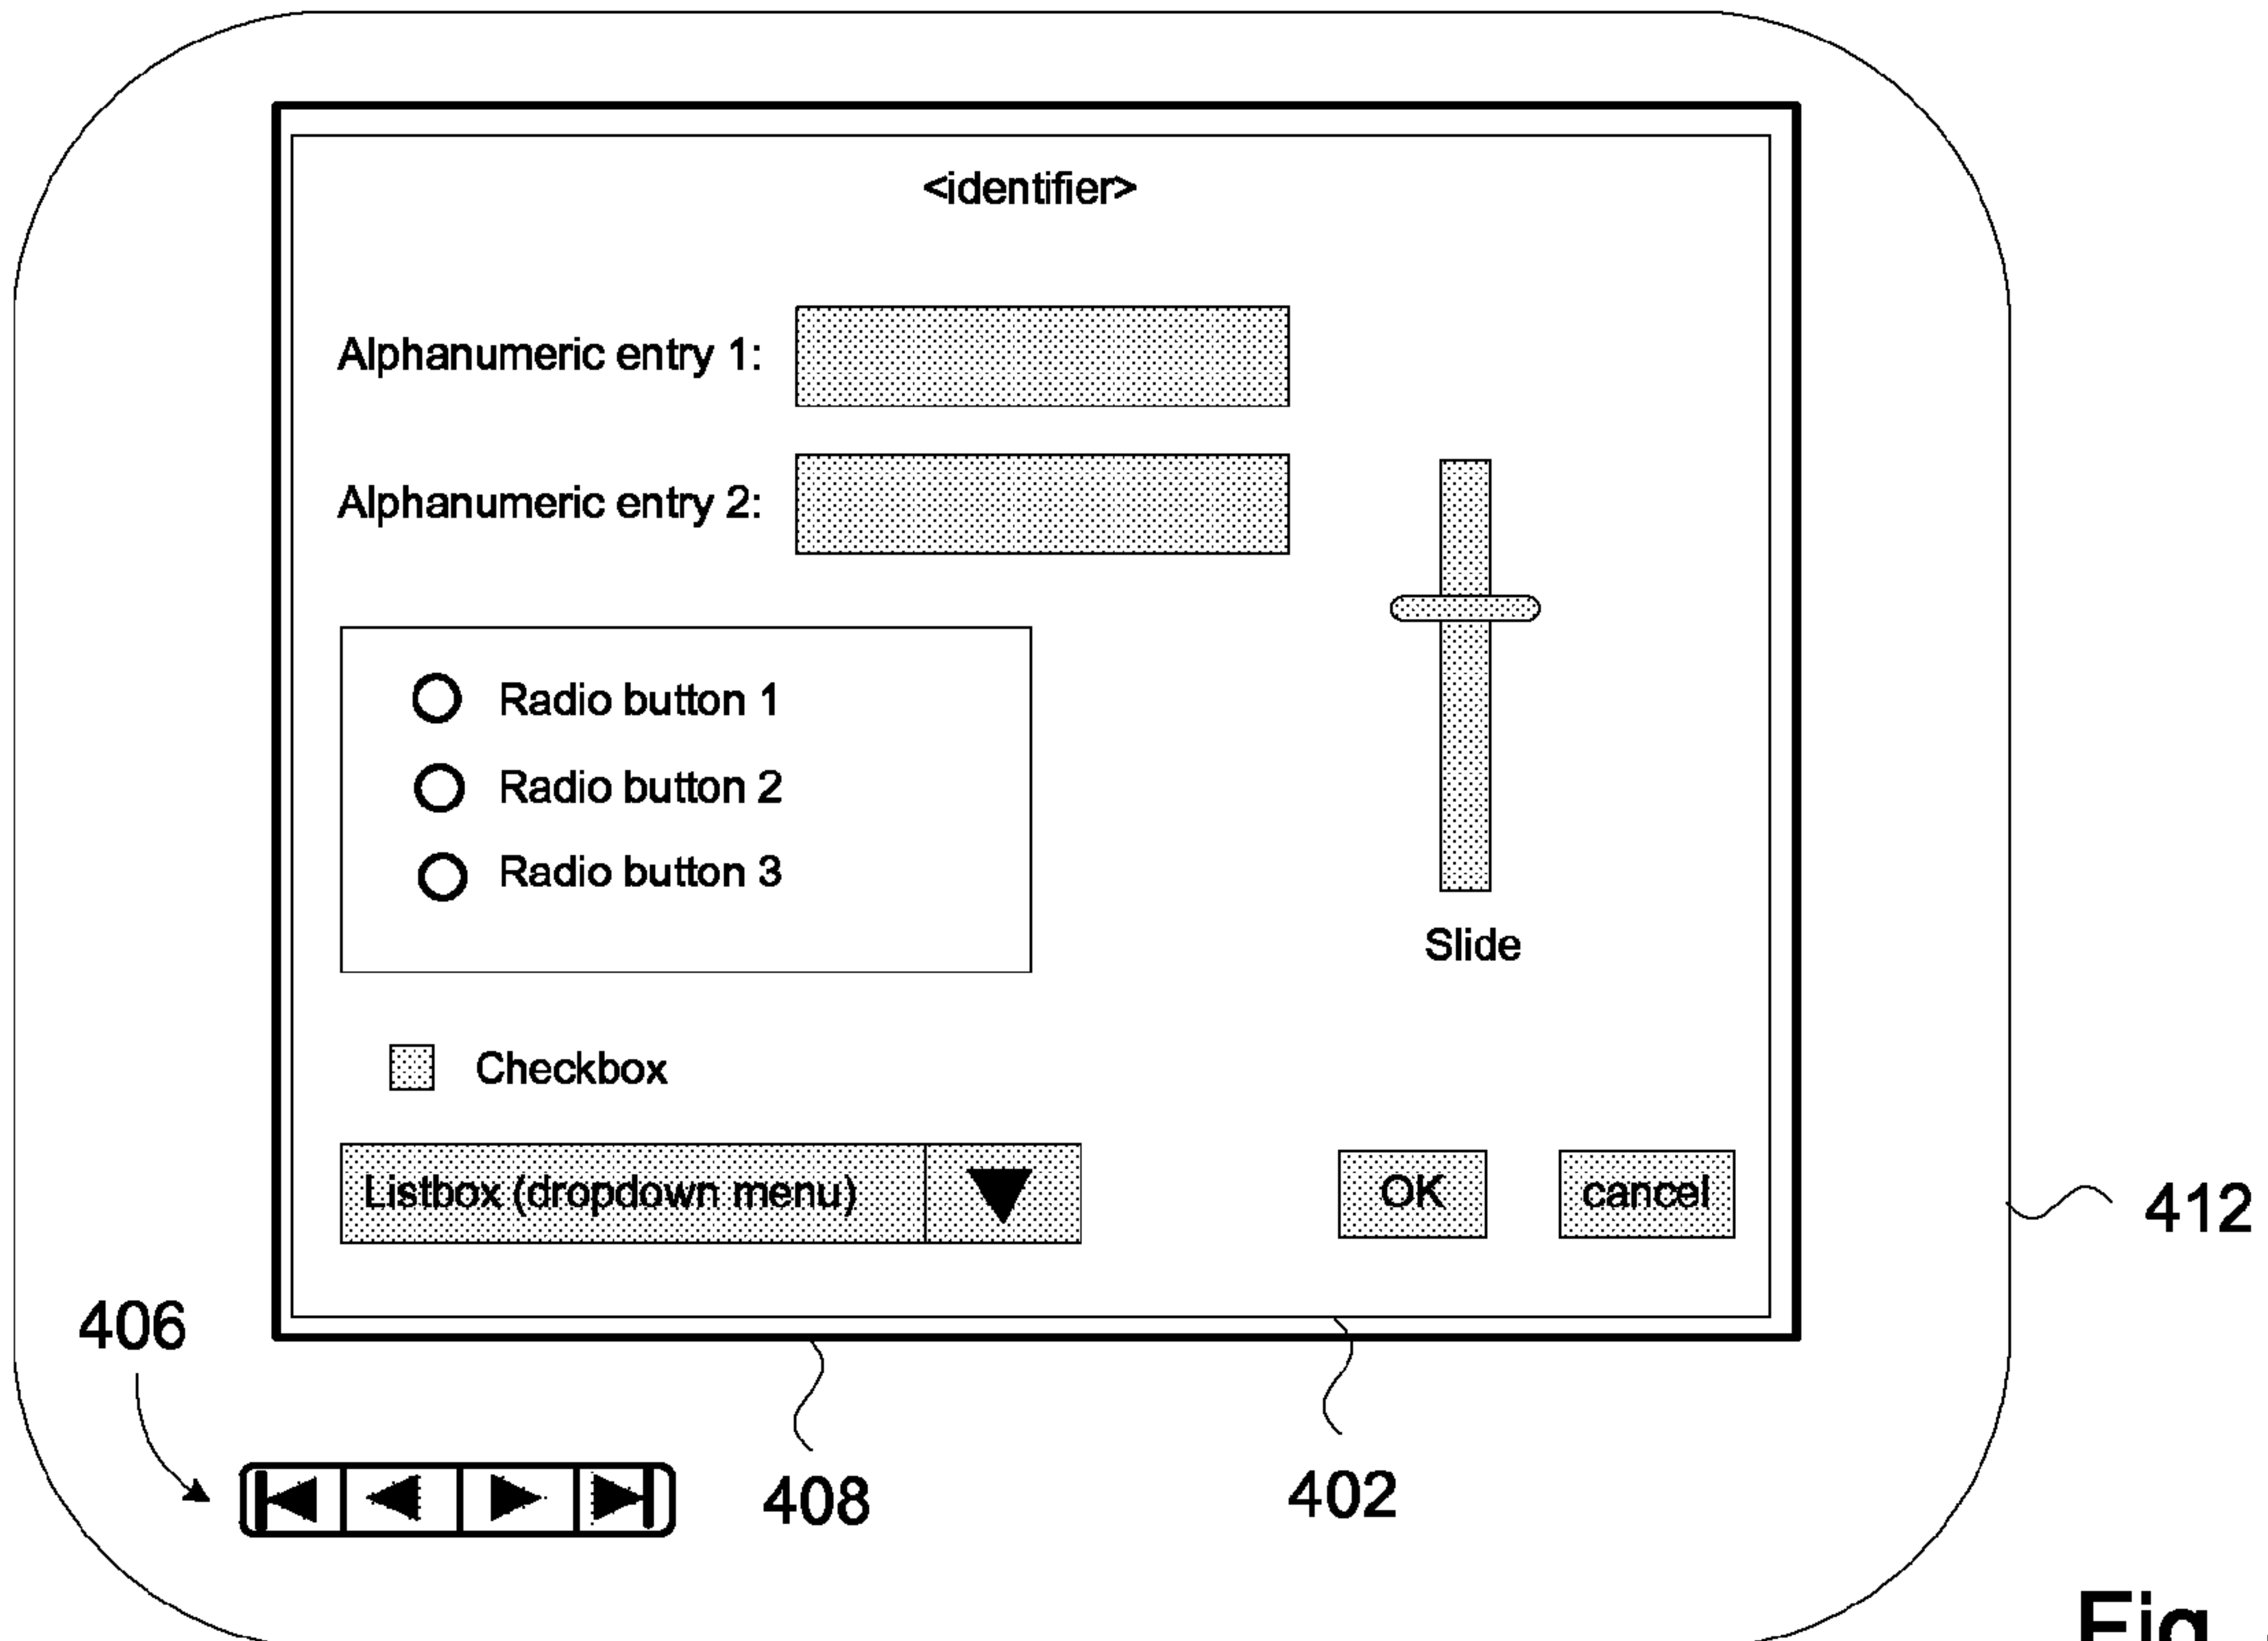 <identifier>
Alphanumeric entry 1:
Alphanumeric entry 2:
Radio button 1
Radio button 2
Radio button 3
Slide
Checkbox
Listbox (dropdown menu)
OK
cancel
412
406
408
402
Fig